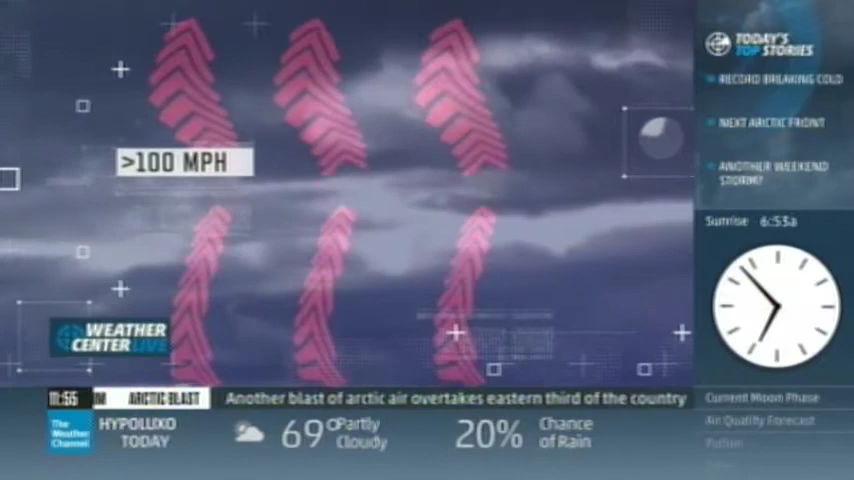 TODAY'S
TOP STORIES
RECORD BREAKING COLD
NEXT ARCTIC FRONT
ANOTHER WEEKEND
STORM?
>100 MPH
Sunrise 6:53a
WEATHER
CENTER LIVE
11:55
ARCTIC BLAST
Another blast of arctic air overtakes eastern third of the country
Current Moon Phase
Air Quality Forecast
The
Weather
Channel
HYPOLUXO
TODAY
69° Partly
Cloudy
20% Chance
of Rain